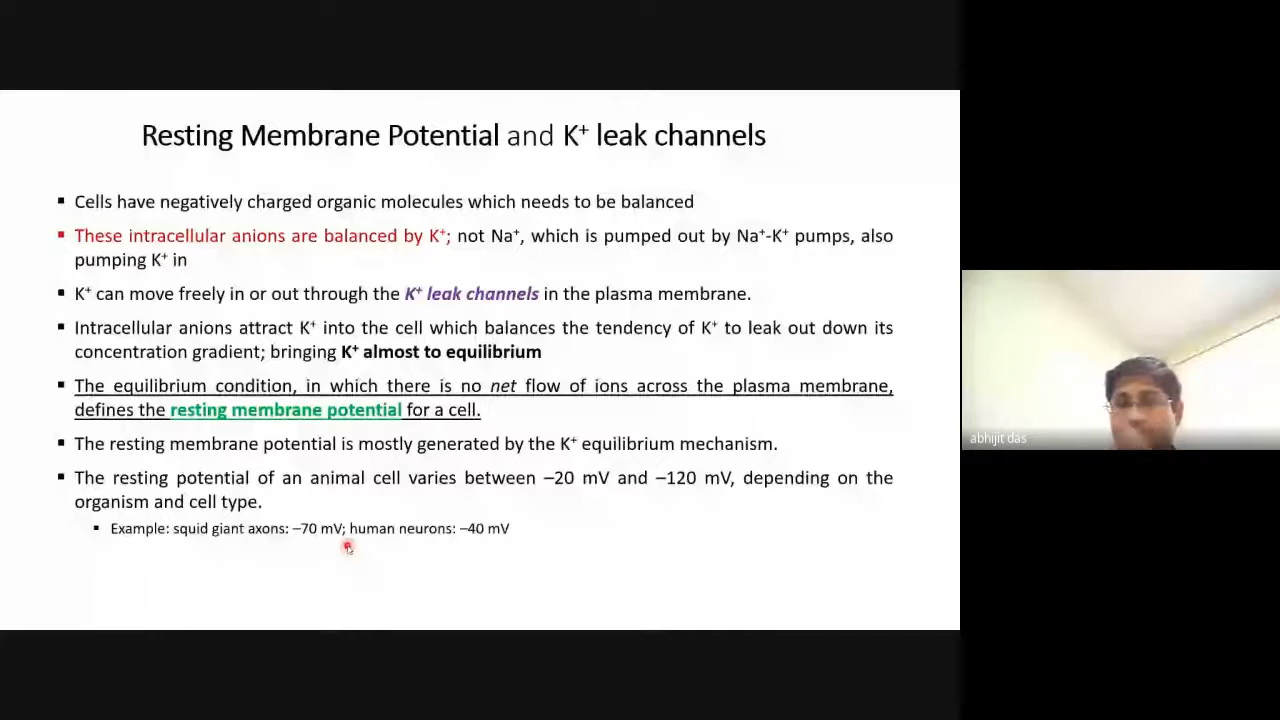 Resting Membrane Potential and K⁺ leak channels
▪ Cells have negatively charged organic molecules which needs to be balanced
▪ These intracellular anions are balanced by K⁺; not Na⁺, which is pumped out by Na⁺-K⁺ pumps, also
pumping K⁺ in
▪ K⁺ can move freely in or out through the K⁺ leak channels in the plasma membrane.
▪ Intracellular anions attract K⁺ into the cell which balances the tendency of K⁺ to leak out down its
concentration gradient; bringing K⁺ almost to equilibrium
▪ The equilibrium condition, in which there is no net flow of ions across the plasma membrane,
defines the resting membrane potential for a cell.
▪ The resting membrane potential is mostly generated by the K⁺ equilibrium mechanism.
▪ The resting potential of an animal cell varies between –20 mV and –120 mV, depending on the
organism and cell type.
▪ Example: squid giant axons: –70 mV; human neurons: –40 mV
abhijit das